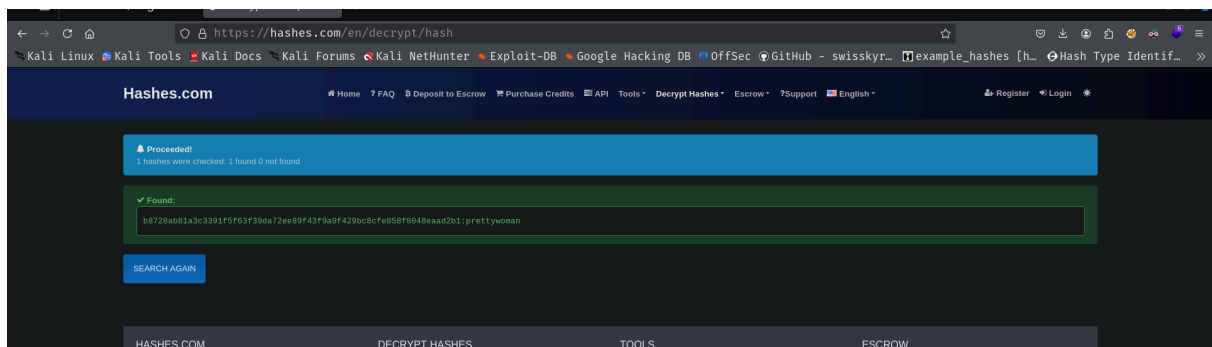 https://hashes.com/en/decrypt/hash
Kali Linux Kali Tools Kali Docs Kali Forums Kali NetHunter Exploit-DB Google Hacking DB OffSec GitHub - swisskyr… example_hashes [h… Hash Type Identif… »
Hashes.com Home ? FAQ Deposit to Escrow Purchase Credits API Tools Decrypt Hashes Escrow ?Support English Register Login
Proceeded!
1 hashes were checked: 1 found 0 not found
Found:
b8728ab81a3c3391f5f63f39da72ee89f43f9a9f429bc8cfe858f8048eaad2b1:prettywoman
SEARCH AGAIN
HASHES.COM DECRYPT HASHES TOOLS ESCROW